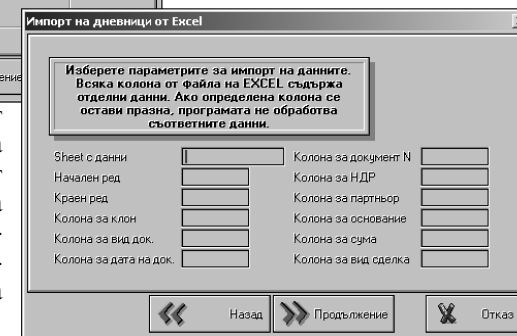 Импорт на дневници от Excel
ение
Изберете параметрите за импорт на данните.
Всяка колона от файла на EXCEL съдържа
отделни данни. Ако определена колона се
остави празна, програмата не обработва
съответните данни.
Sheet с данни
Начален ред
Краен ред
Колона за клон
Колона за вид док.
Колона за дата на док.
Колона за документ N
Колона за НДР
Колона за партньор
Колона за основание
Колона за сума
Колона за вид сделка
Назад
Продължение
Отказ